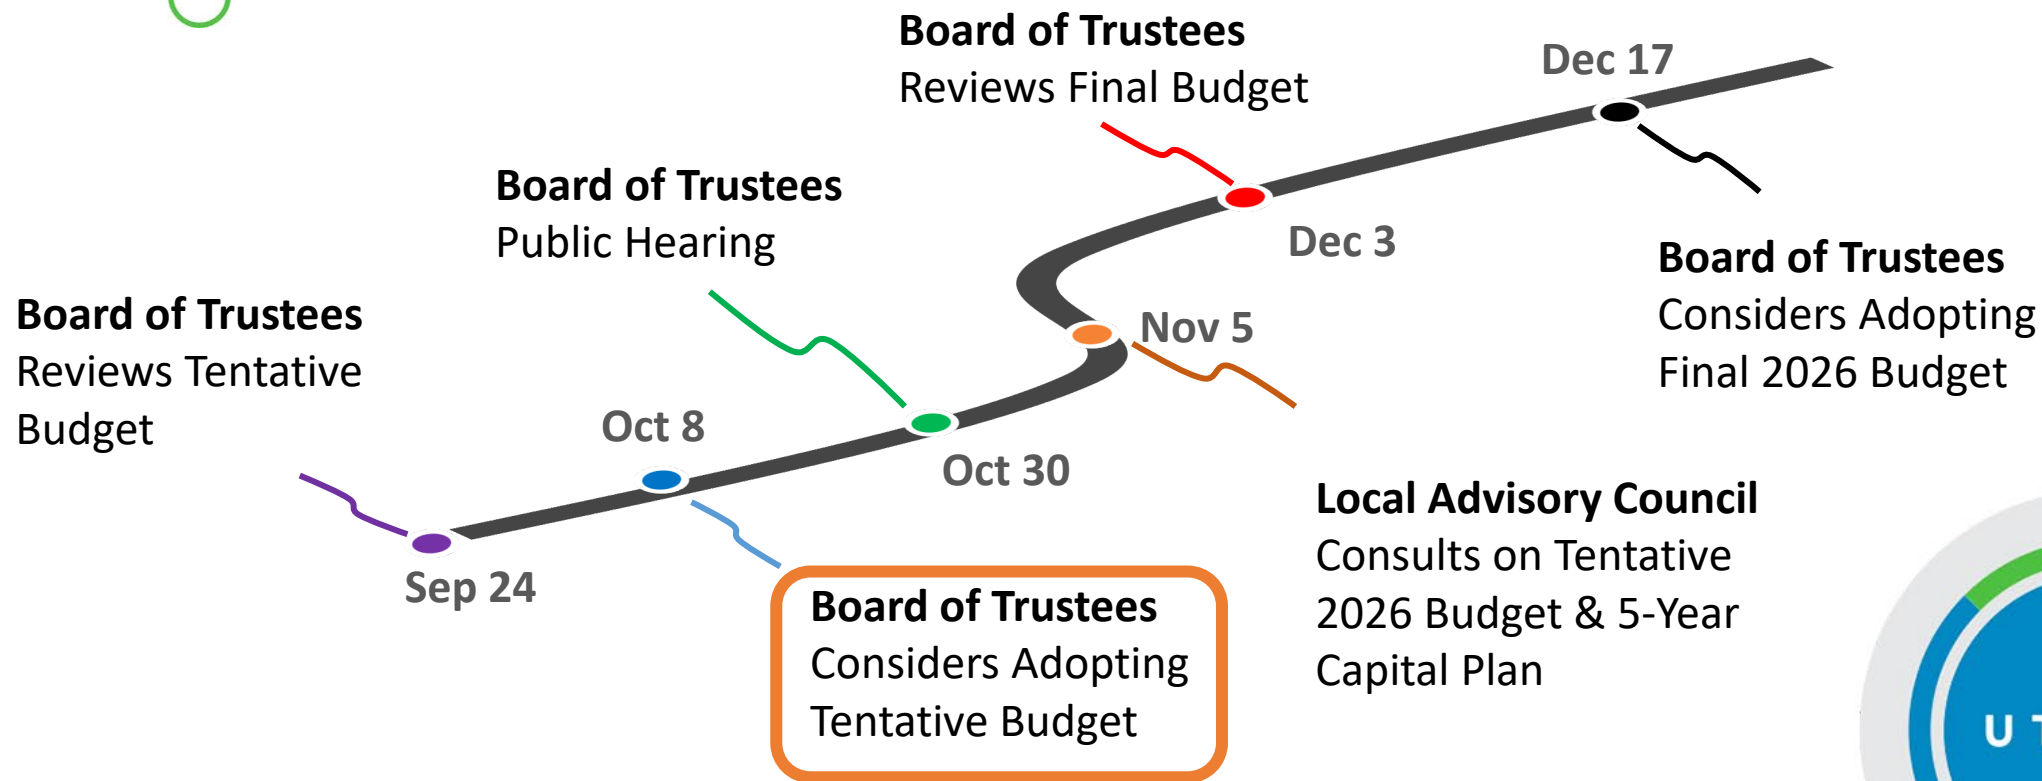 Board of Trustees
Reviews Final Budget
Dec 17
Board of Trustees
Public Hearing
Dec 3
Board of Trustees
Considers Adopting
Final 2026 Budget
Board of Trustees
Reviews Tentative
Budget
Nov 5
Oct 8
Oct 30
Sep 24
Local Advisory Council
Consults on Tentative
2026 Budget & 5-Year
Capital Plan
Board of Trustees
Considers Adopting
Tentative Budget
U T